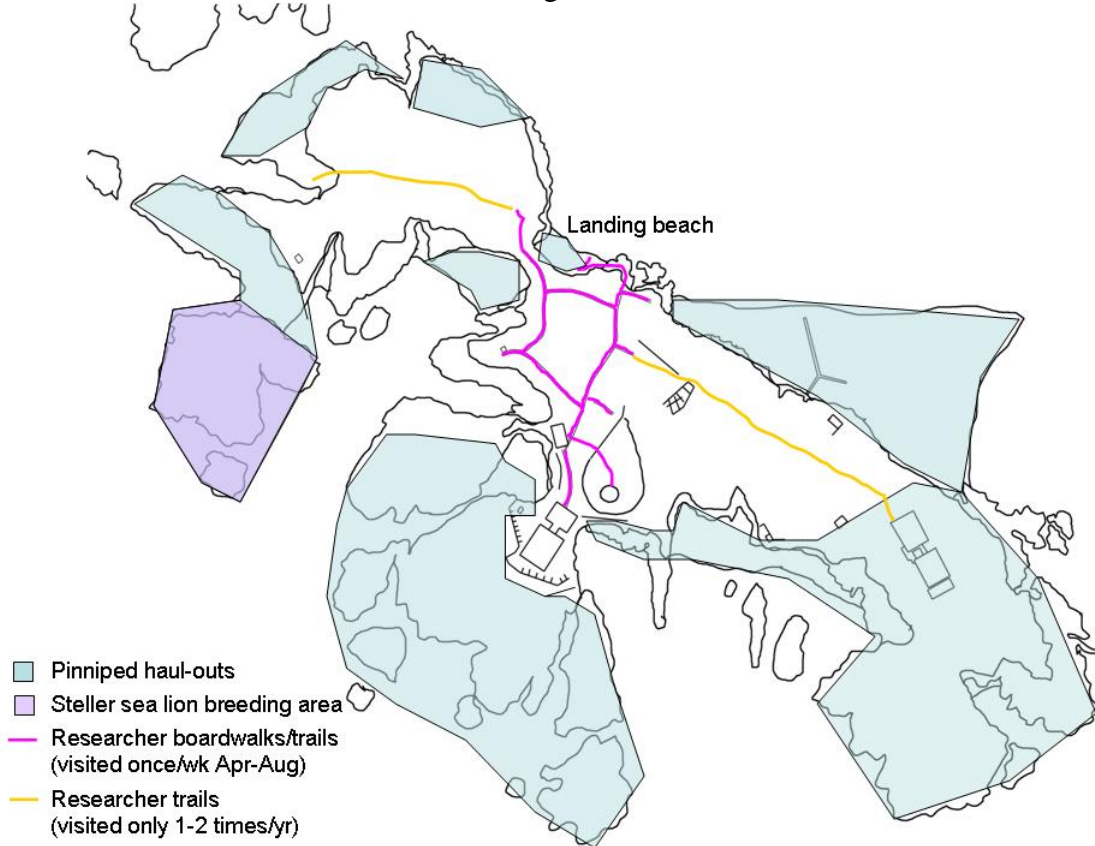 Landing beach
Pinniped haul-outs
Steller sea lion breeding area
Researcher boardwalks/trails
(visited once/wk Apr-Aug)
Researcher trails
(visited only 1-2 times/yr)